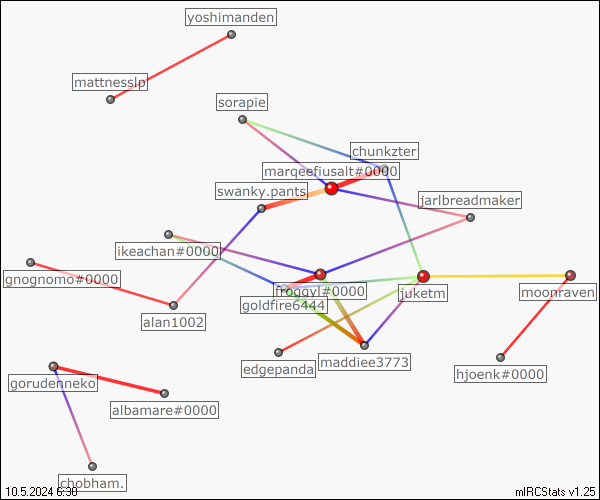 yoshimanden
mattnesslp
sorapie
chunkzter
marqeefiusalt#0000
swanky.pants
jarlbreadmaker
ikeachan#0000
gnognomo#0000
froggyl#0000
juketm
moonraven
goldfire6444
alan1002
edgepanda
maddiee3773
hjoenk#0000
gorudenneko
albamare#0000
chobham.
10.5.2024 6:30
mIRCStats v1.25